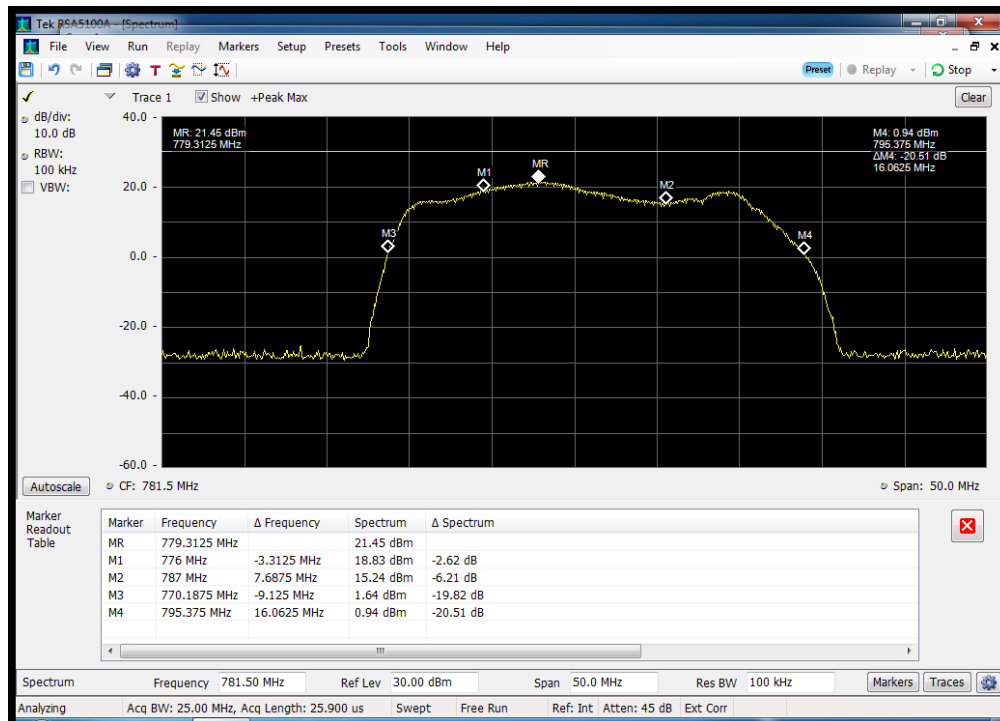 Tek RSA5100A - [Spectrum]
File View Run Replay Markers Setup Presets Tools Window Help
Preset Replay Stop
Trace 1 Show +Peak Max Clear
dB/div:
10.0 dB
RBW:
100 kHz
VBW:
40.0
20.0
0.0
-20.0
-40.0
-60.0
MR: 21.45 dBm
779.3125 MHz
M4: 0.94 dBm
795.375 MHz
ΔM4: -20.51 dB
16.0625 MHz
M1
MR
M2
M3
M4
Autoscale CF: 781.5 MHz Span: 50.0 MHz
Marker
Readout
Table
Marker Frequency Δ Frequency Spectrum Δ Spectrum
MR 779.3125 MHz 21.45 dBm
M1 776 MHz -3.3125 MHz 18.83 dBm -2.62 dB
M2 787 MHz 7.6875 MHz 15.24 dBm -6.21 dB
M3 770.1875 MHz -9.125 MHz 1.64 dBm -19.82 dB
M4 795.375 MHz 16.0625 MHz 0.94 dBm -20.51 dB
Spectrum Frequency 781.50 MHz Ref Lev 30.00 dBm Span 50.0 MHz Res BW 100 kHz Markers Traces
Analyzing Acq BW: 25.00 MHz, Acq Length: 25.900 us Swept Free Run Ref: Int Atten: 45 dB Ext Corr